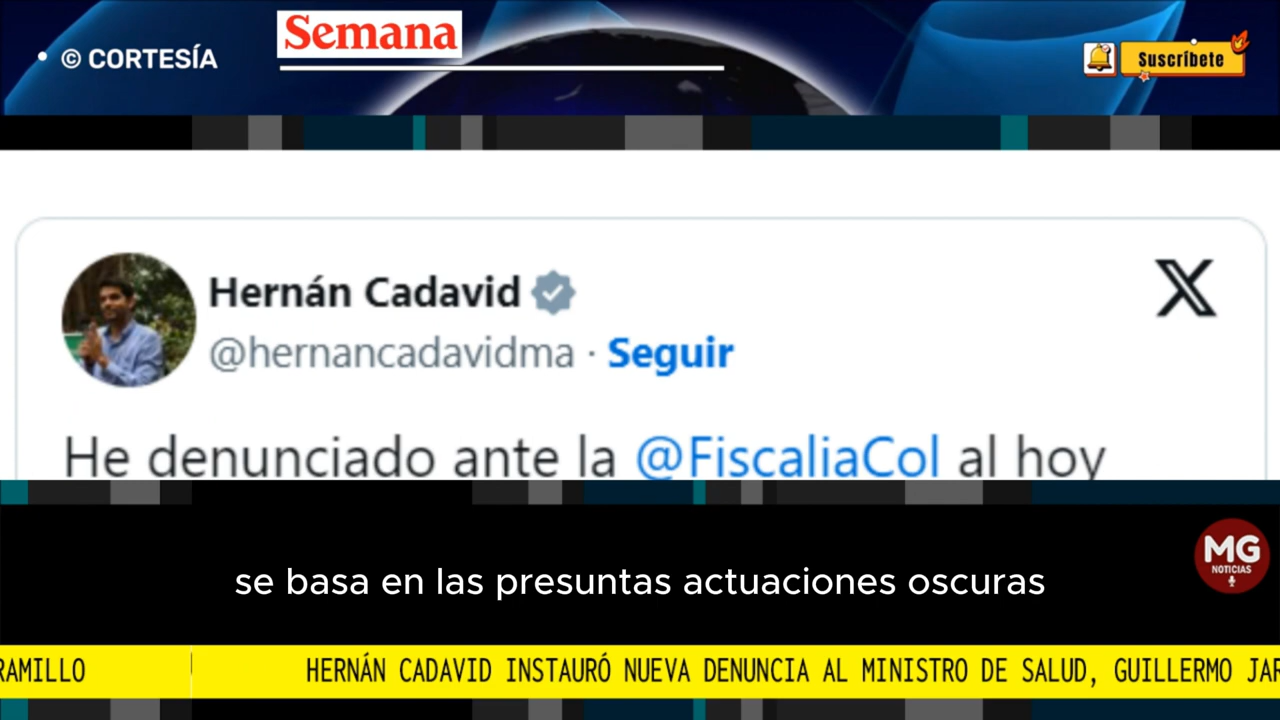 © CORTESÍA
Semana
Suscríbete
Hernán Cadavid
@hernancadavidma · Seguir
He denunciado ante la @FiscaliaCol al hoy
se basa en las presuntas actuaciones oscuras
MG
NOTICIAS
RAMILLO HERNÁN CADAVID INSTAURÓ NUEVA DENUNCIA AL MINISTRO DE SALUD, GUILLERMO JAR